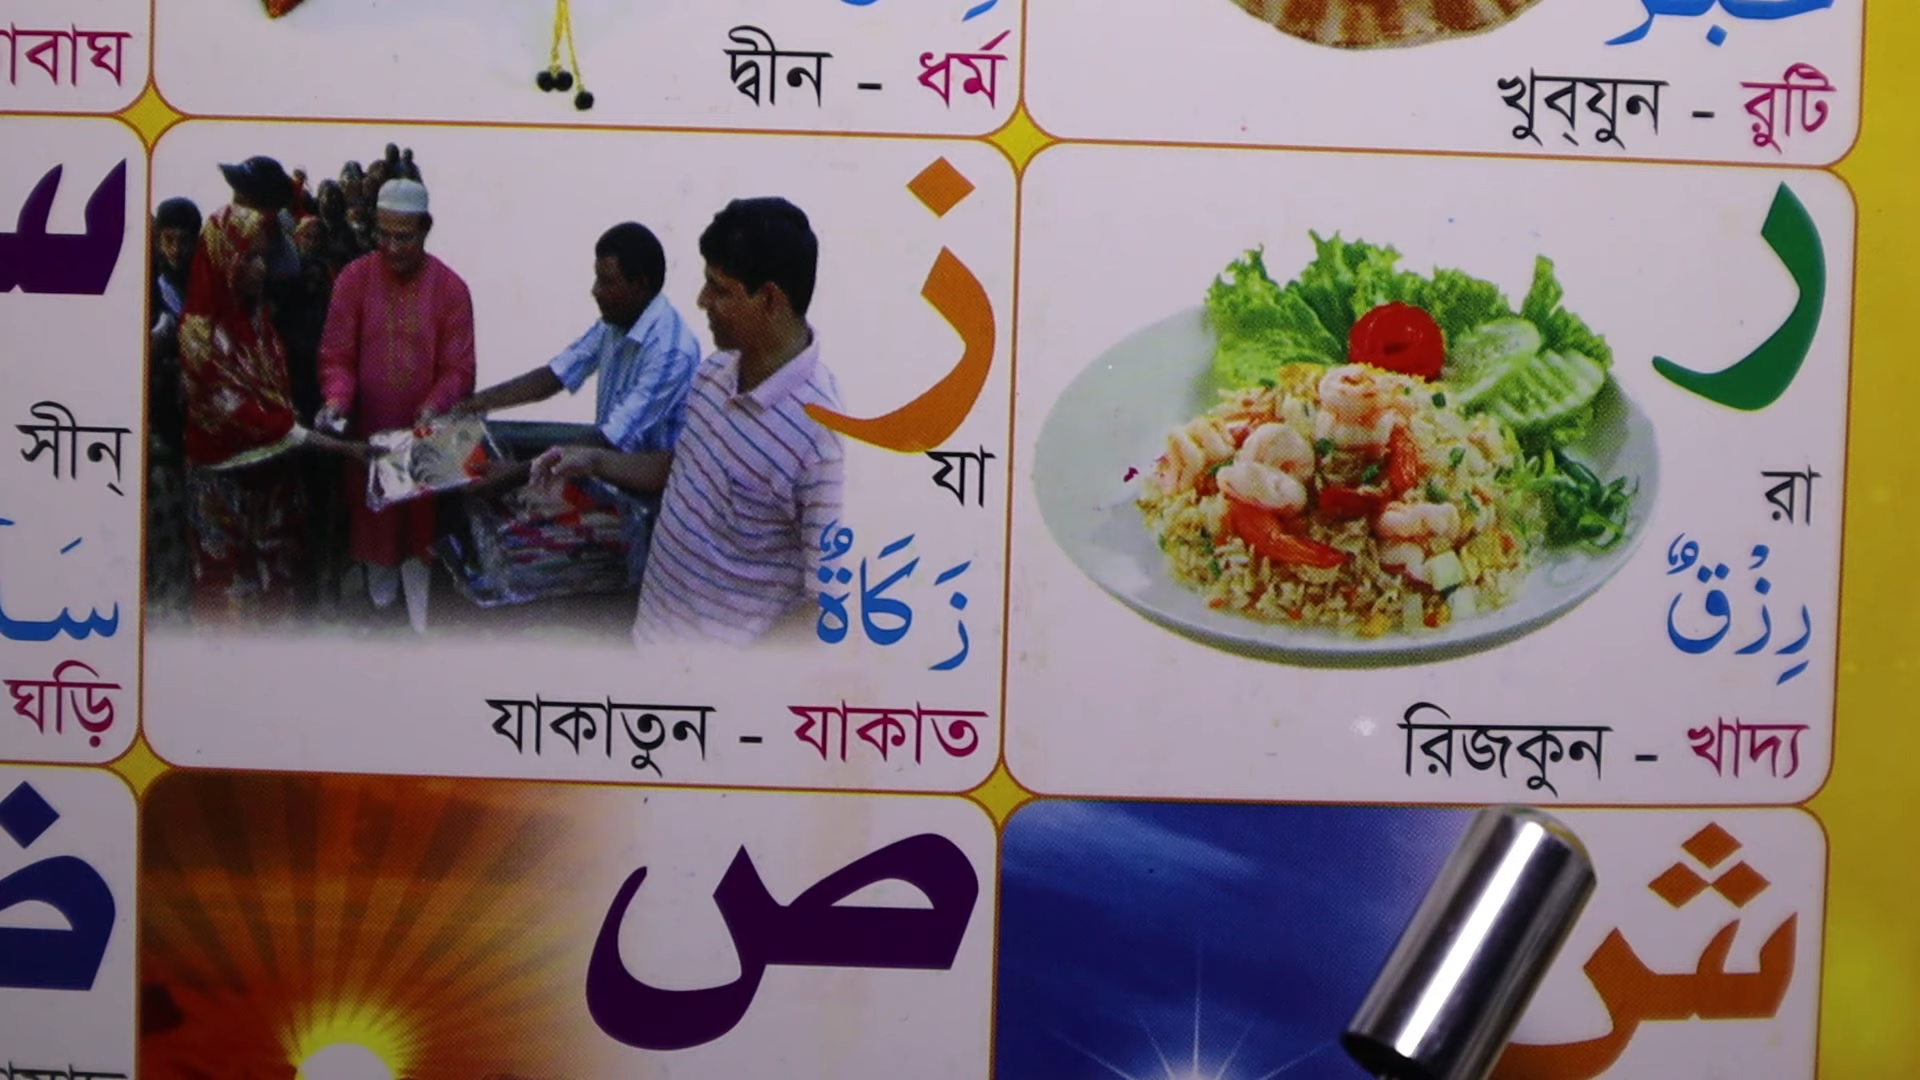 দ্বীন - ধর্ম
খুব্যুন - রুটি
س
সীন্
ঘড়ি
ز
যা
زَكَاةٌ
যাকাতুন - যাকাত
ر
রা
رِزْقٌ
রিজকুন - খাদ্য
ض
ص
ش